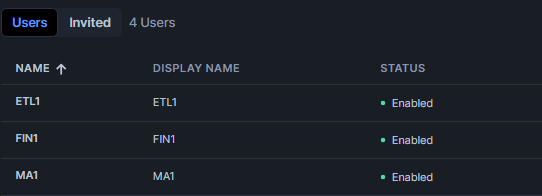 Users Invited 4 Users
NAME ↑ DISPLAY NAME STATUS
ETL1 ETL1 Enabled
FIN1 FIN1 Enabled
MA1 MA1 Enabled